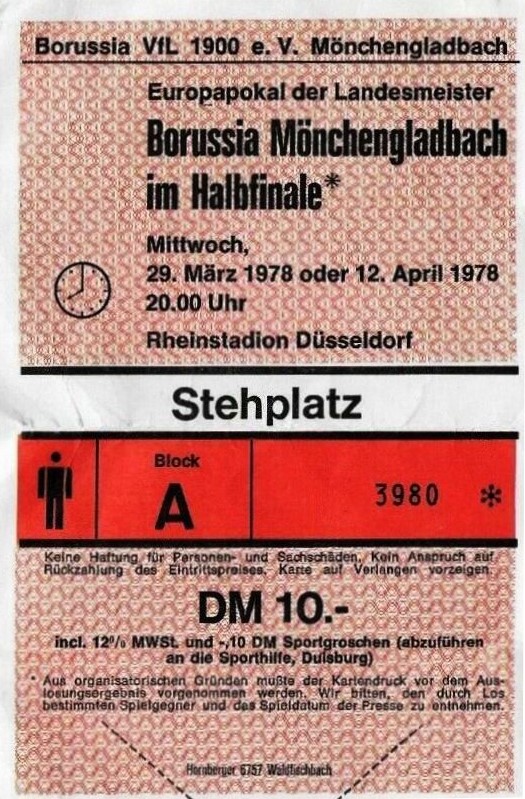 Borussia VfL 1900 e. V. Mönchengladbach
Europapokal der Landesmeister
Borussia Mönchengladbach
im Halbfinale*
Mittwoch,
29. März 1978 oder 12. April 1978
20.00 Uhr
Rheinstadion Düsseldorf
Stehplatz
Block
A
3980 *
Keine Haftung für Personen- und Sachschäden. Kein Anspruch auf
Rückzahlung des Eintrittspreises. Karte auf Verlangen vorzeigen.
DM 10.-
incl. 12% MWSt. und -,10 DM Sportgroschen (abzuführen
an die Sporthilfe, Duisburg)
* Aus organisatorischen Gründen mußte der Kartendruck vor dem Aus-
losungsergebnis vorgenommen werden. Wir bitten, den durch Los
bestimmten Spielgegner und das Spieldatum der Presse zu entnehmen.
Hornberger 6757 Waldfischbach